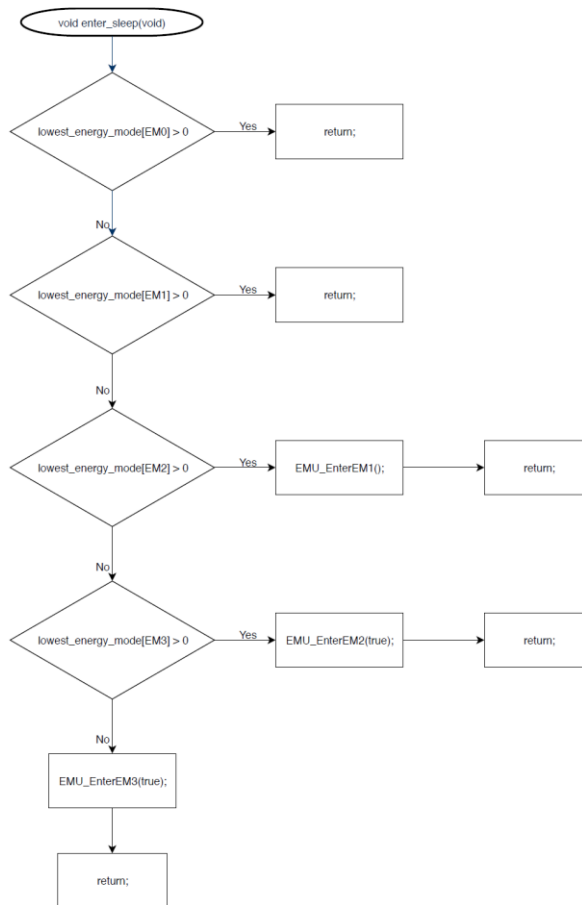 void enter_sleep(void)
lowest_energy_mode[EM0] > 0
Yes
return;
No
lowest_energy_mode[EM1] > 0
Yes
return;
No
lowest_energy_mode[EM2] > 0
Yes
EMU_EnterEM1();
return;
No
lowest_energy_mode[EM3] > 0
Yes
EMU_EnterEM2(true);
return;
No
EMU_EnterEM3(true);
return;